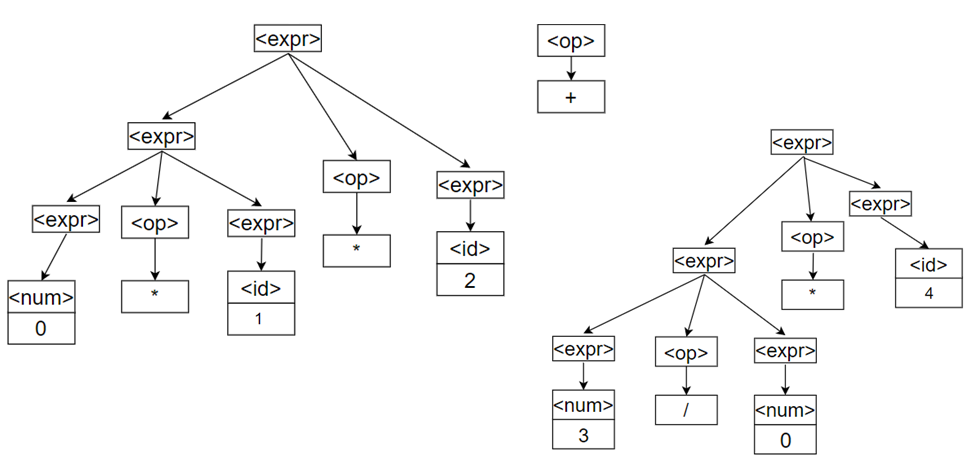 <expr>
<expr>
<op>
<expr>
<expr>
<op>
<expr>
*
<id>
2
<num>
0
*
<id>
1
<op>
+
<expr>
<expr>
<op>
<expr>
*
<id>
4
<expr>
<op>
<expr>
<num>
3
/
<num>
0